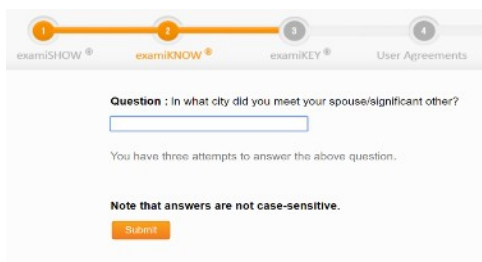 1 2 3 4
examiSHOW ® examiKNOW ® examiKEY ® User Agreements
Question : In what city did you meet your spouse/significant other?
You have three attempts to answer the above question.
Note that answers are not case-sensitive.
Submit